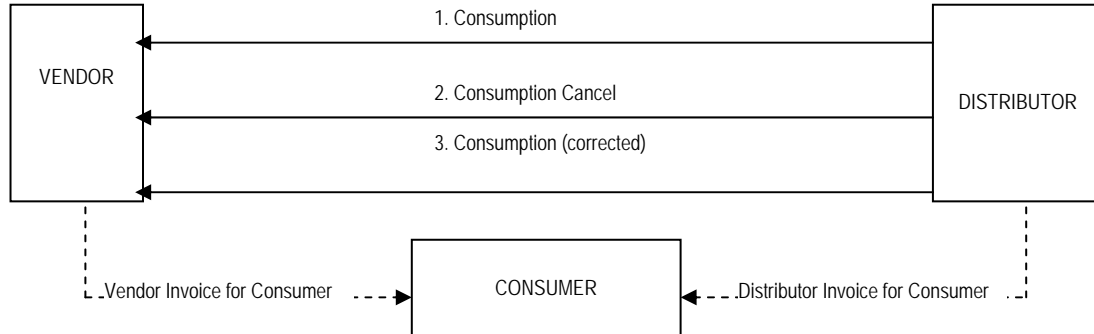 1. Consumption
VENDOR
2. Consumption Cancel
DISTRIBUTOR
3. Consumption (corrected)
Vendor Invoice for Consumer
CONSUMER
Distributor Invoice for Consumer